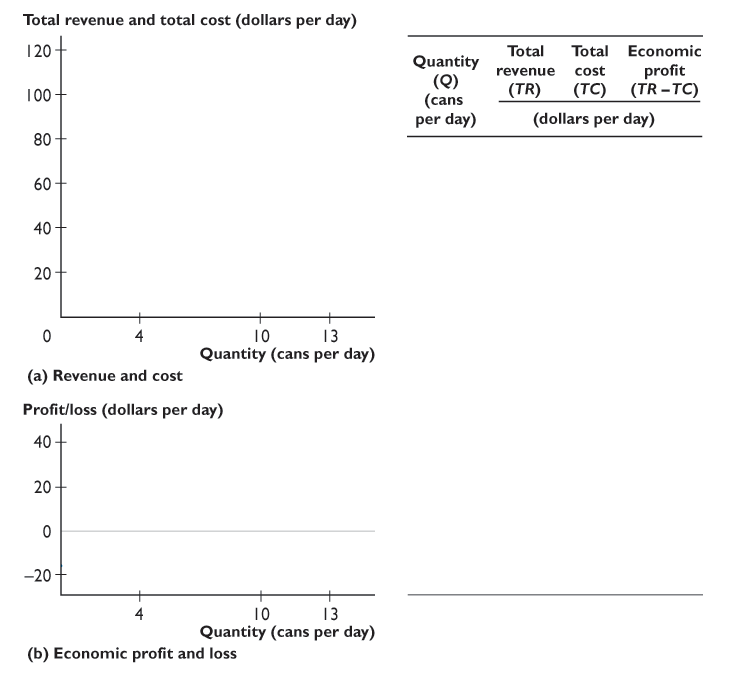 Total revenue and total cost (dollars per day)
120
100
80
60
40
20
0
4 10 13
Quantity (cans per day)
(a) Revenue and cost
Profit/loss (dollars per day)
40
20
0
–20
4 10 13
Quantity (cans per day)
(b) Economic profit and loss
Quantity
(Q)
(cans
per day)
Total
revenue
(TR)
Total
cost
(TC)
Economic
profit
(TR – TC)
(dollars per day)